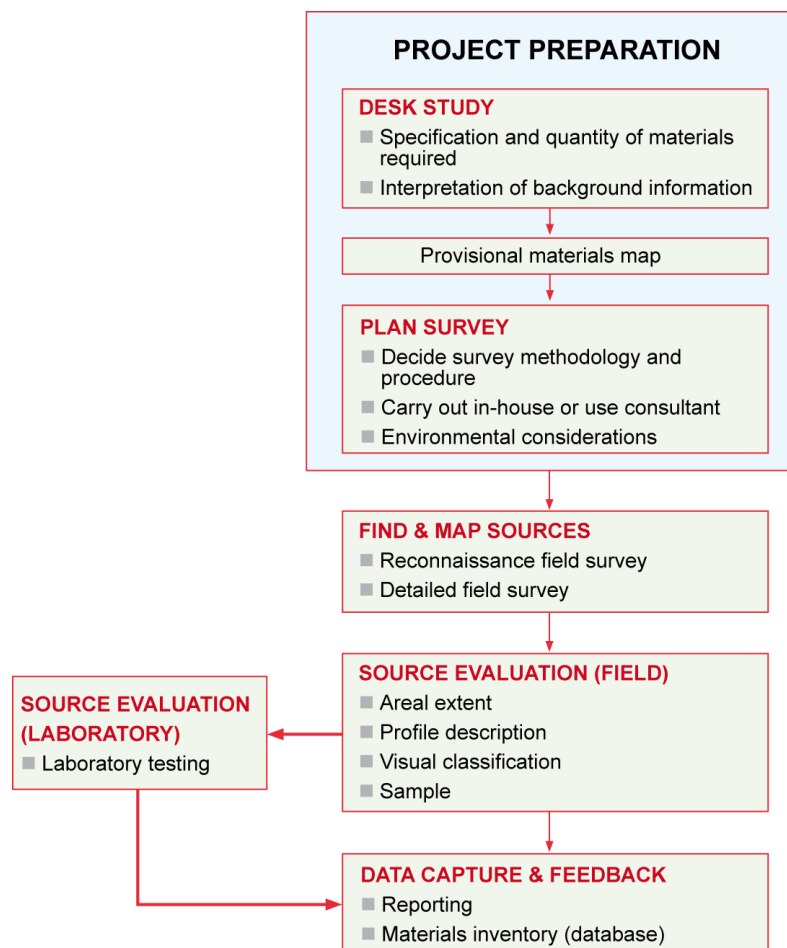 PROJECT PREPARATION
DESK STUDY
Specification and quantity of materials
required
Interpretation of background information
Provisional materials map
PLAN SURVEY
Decide survey methodology and
procedure
Carry out in-house or use consultant
Environmental considerations
FIND & MAP SOURCES
Reconnaissance field survey
Detailed field survey
SOURCE EVALUATION (FIELD)
Areal extent
Profile description
Visual classification
Sample
SOURCE EVALUATION
(LABORATORY)
Laboratory testing
DATA CAPTURE & FEEDBACK
Reporting
Materials inventory (database)